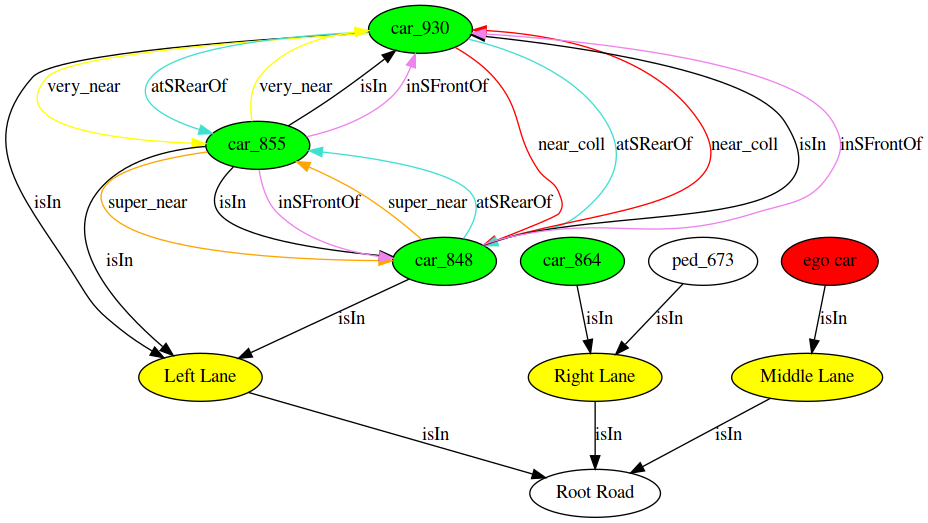 car_930
very_near
atSRearOf
very_near
isIn
inSFrontOf
car_855
near_coll
atSRearOf
near_coll
isIn
inSFrontOf
isIn
super_near
isIn
inSFrontOf
super_near
atSRearOf
isIn
car_848
car_864
ped_673
ego car
isIn
isIn
isIn
isIn
Left Lane
Right Lane
Middle Lane
isIn
isIn
isIn
Root Road